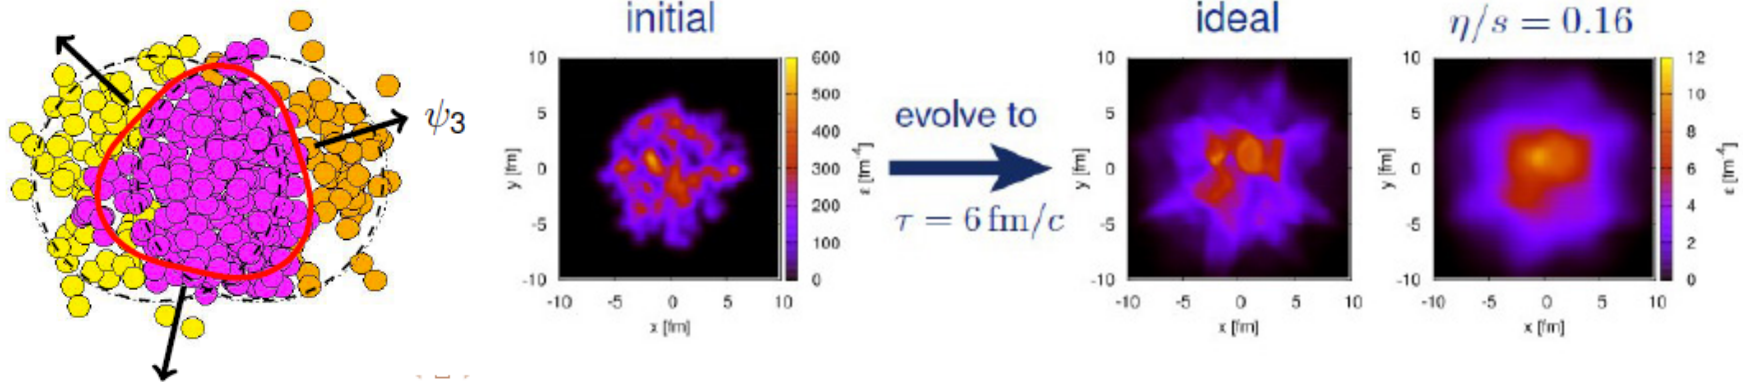 ψ₃
initial
10
5
0
-5
-10
y [fm]
-10 -5 0 5 10
x [fm]
600
500
400
300
200
100
0
ε [fm⁻⁴]
evolve to
τ = 6 fm/c
ideal
10
5
0
-5
-10
y [fm]
-10 -5 0 5 10
x [fm]
η/s = 0.16
10
5
0
-5
-10
y [fm]
-10 -5 0 5 10
x [fm]
12
10
8
6
4
2
0
ε [fm⁻⁴]